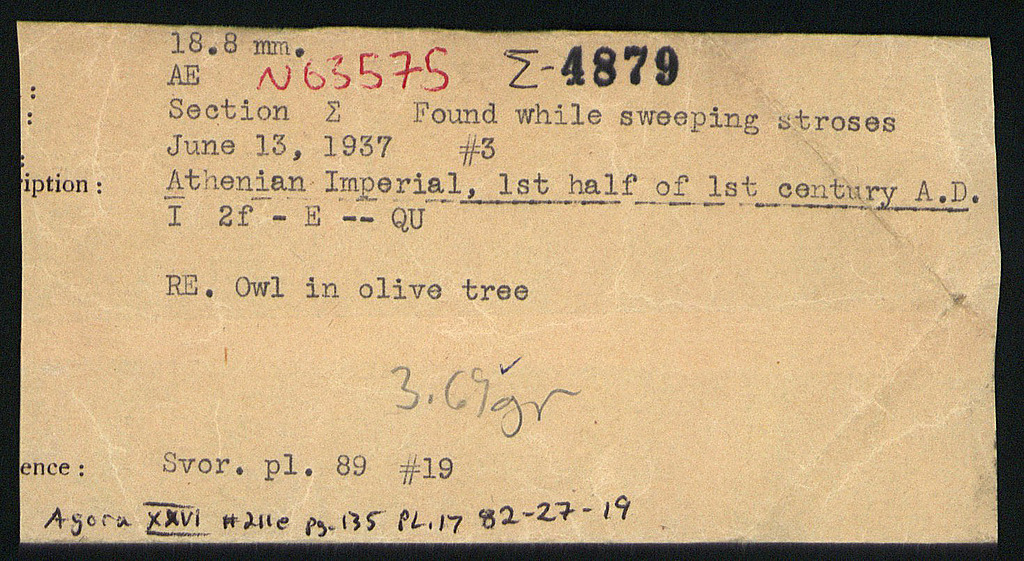 18.8 mm.
AE N63575 Σ-4879
:
: Section Σ Found while sweeping stroses
: June 13, 1937 #3
iption: Athenian Imperial, 1st half of 1st century A.D.
I 2f - E -- QU
RE. Owl in olive tree
3.69gr
ence: Svor. pl. 89 #19
Agora XXVI #211e pg.135 PL.17 82-27-19